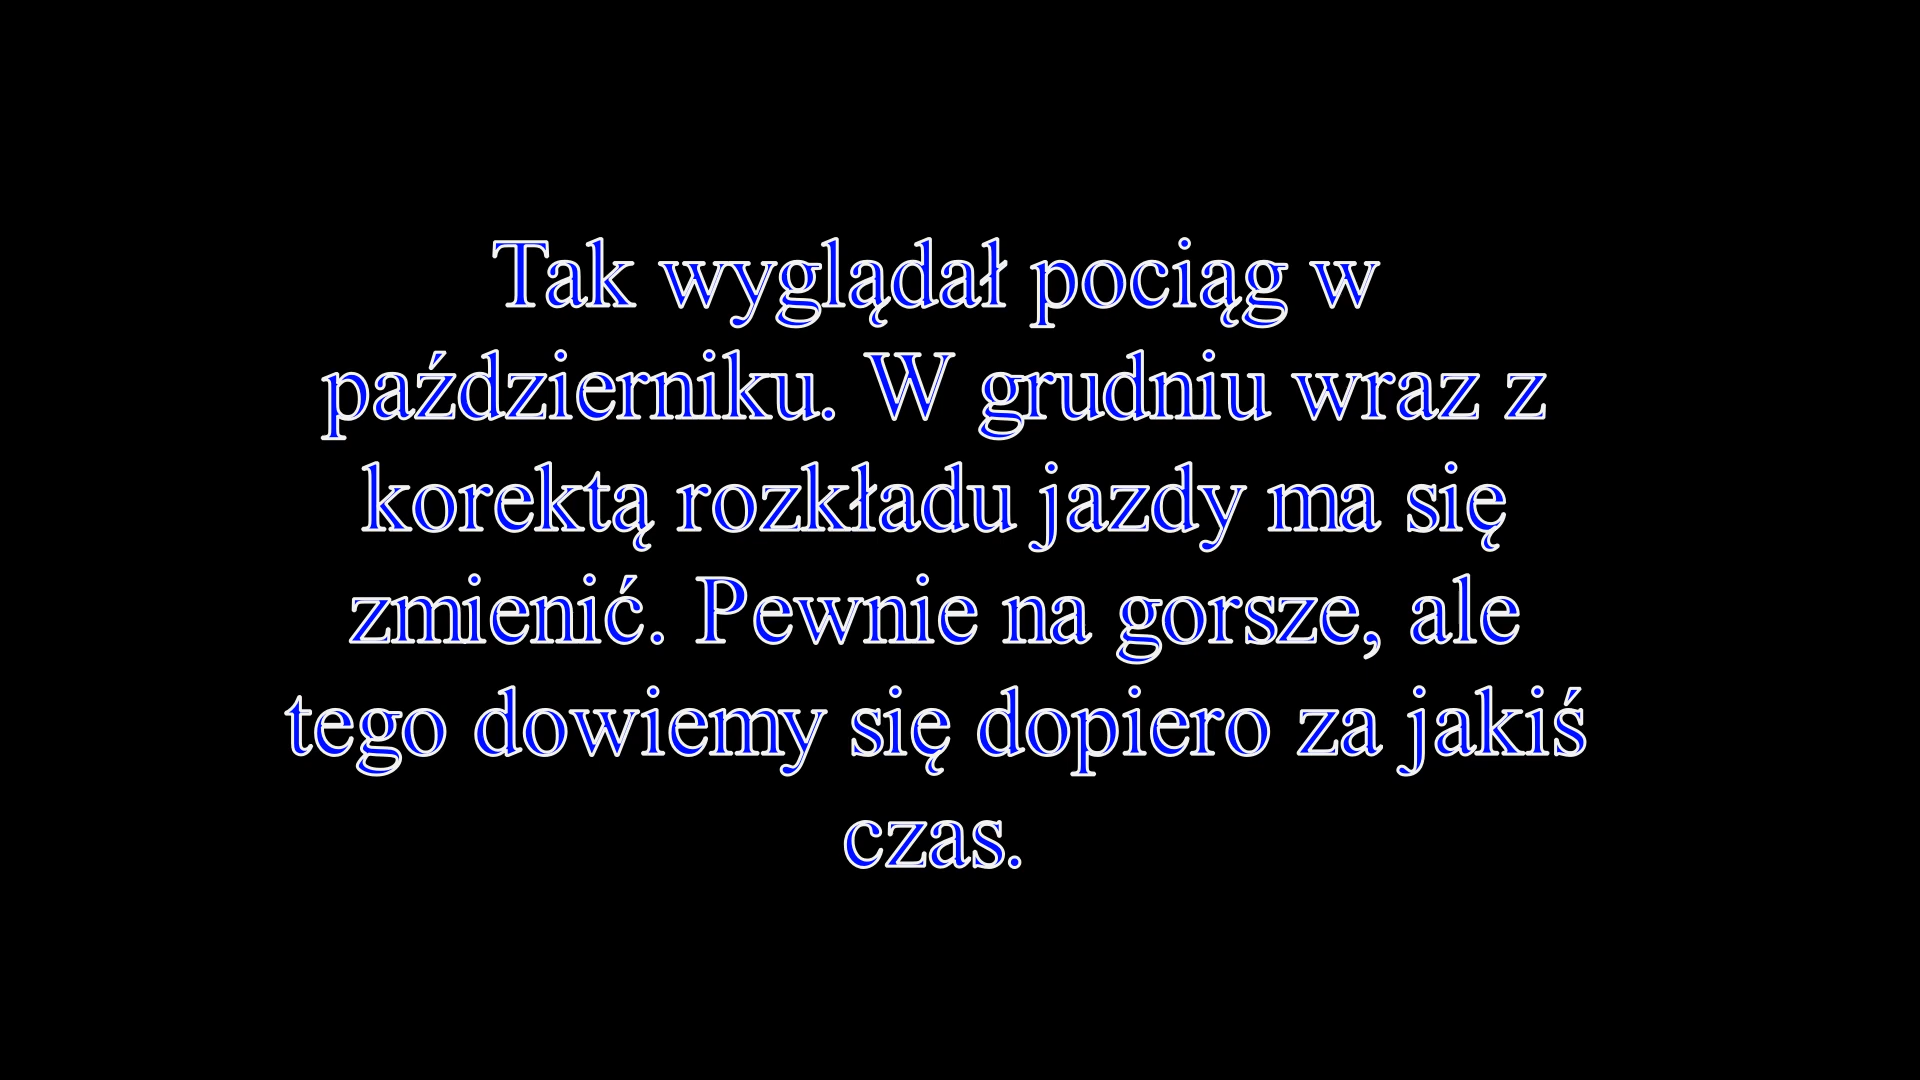 Tak wyglądał pociąg w
październiku. W grudniu wraz z
korektą rozkładu jazdy ma się
zmienić. Pewnie na gorsze, ale
tego dowiemy się dopiero za jakiś
czas.